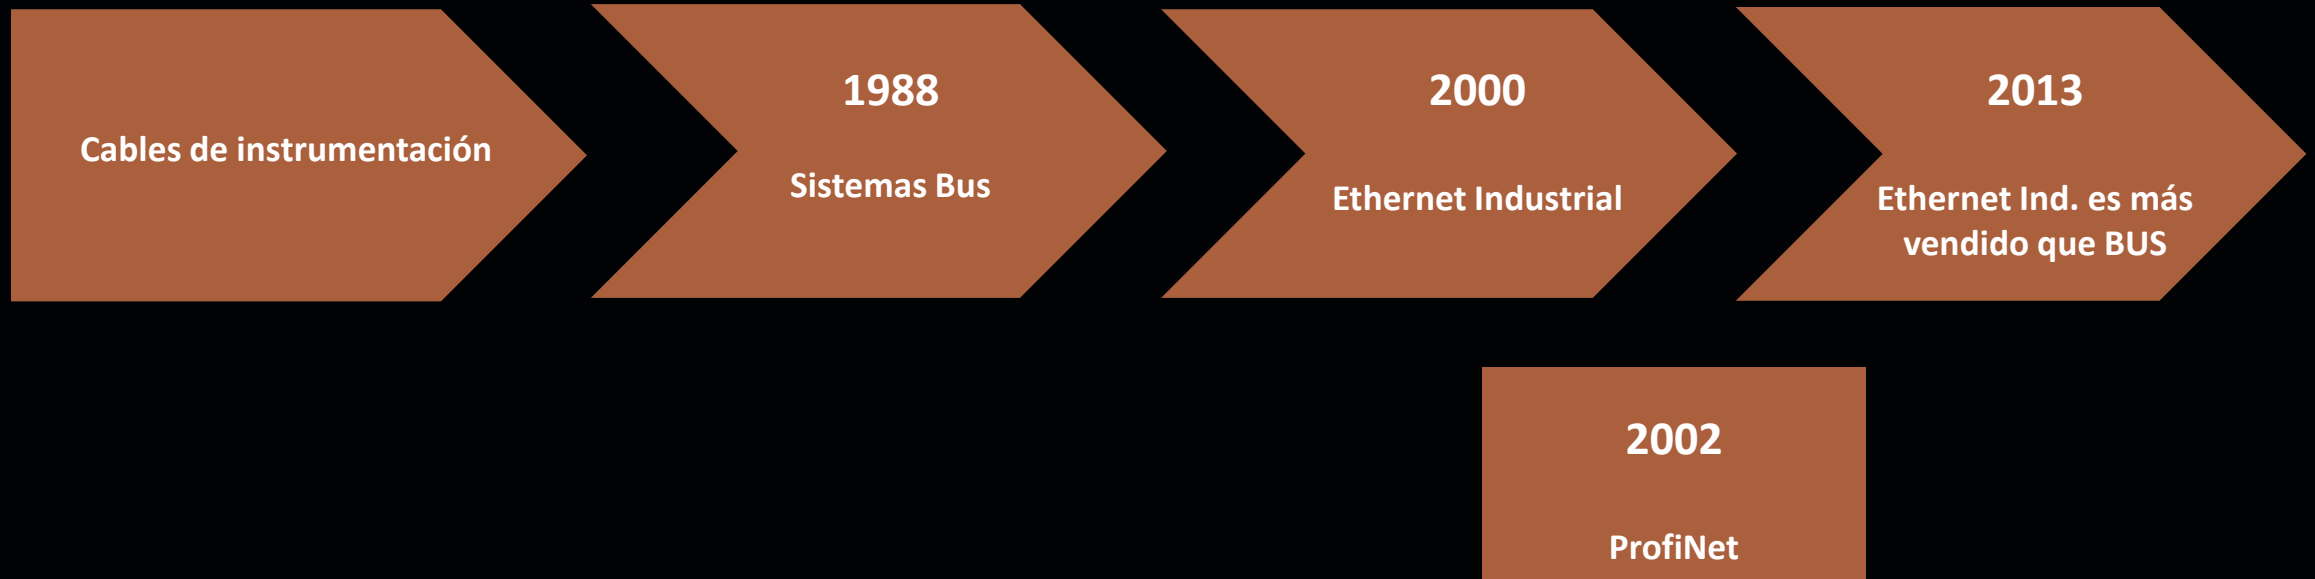 Cables de instrumentación
1988
Sistemas Bus
2000
Ethernet Industrial
2013
Ethernet Ind. es más
vendido que BUS
2002
ProfiNet